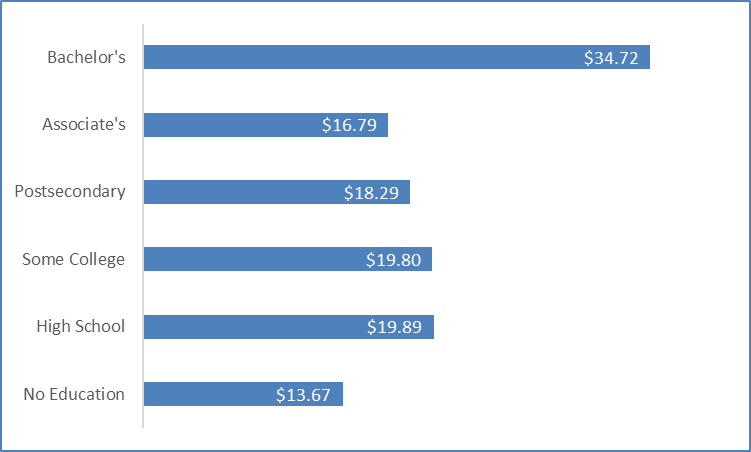 Bachelor's
$34.72
Associate's
$16.79
Postsecondary
$18.29
Some College
$19.80
High School
$19.89
No Education
$13.67